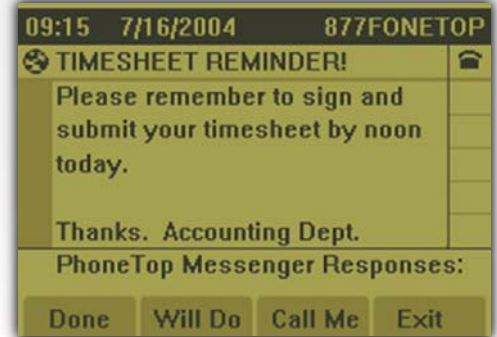 09:15 7/16/2004 877FONETOP
TIMESHEET REMINDER!
Please remember to sign and
submit your timesheet by noon
today.
Thanks. Accounting Dept.
PhoneTop Messenger Responses:
Done Will Do Call Me Exit